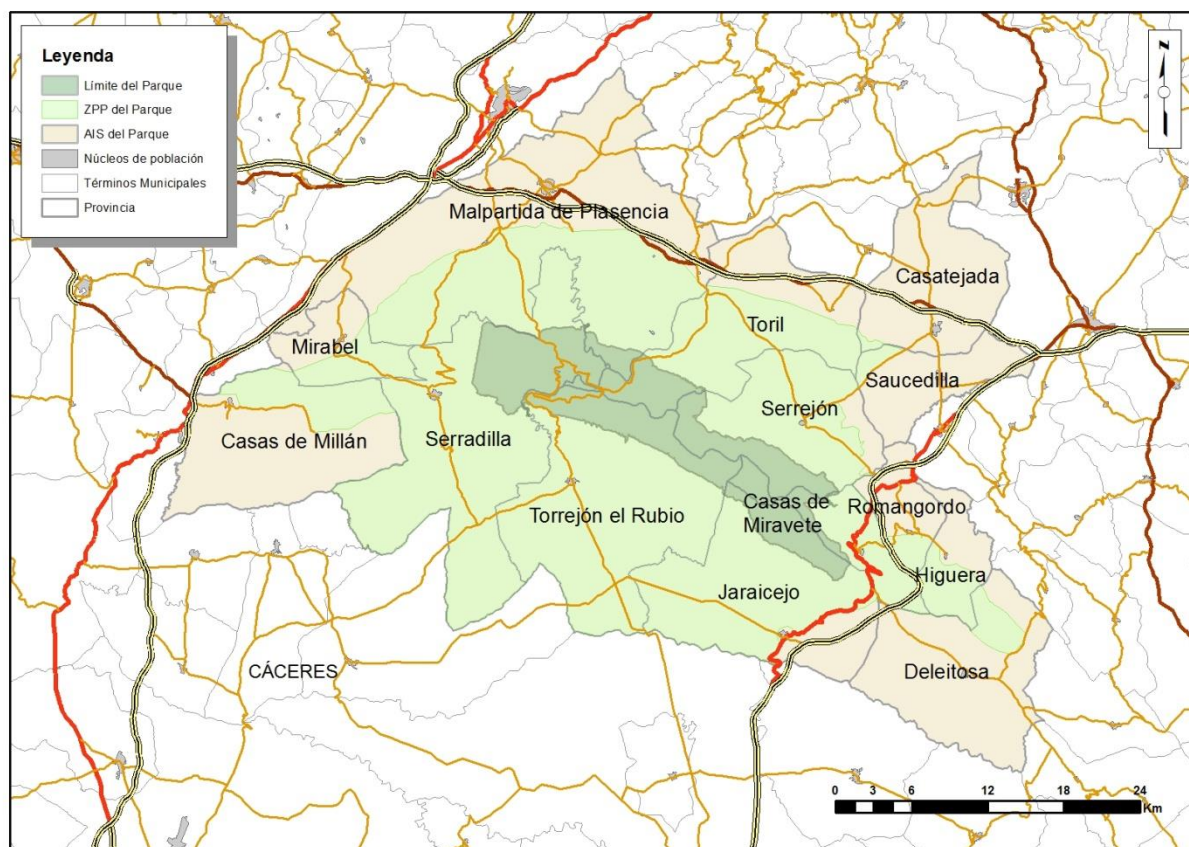 Leyenda
Límite del Parque
ZPP del Parque
AIS del Parque
Núcleos de población
Términos Municipales
Provincia
N
Malpartida de Plasencia
Casatejada
Toril
Mirabel
Saucedilla
Serrejón
Casas de Millán
Serradilla
Casas de
Miravete
Romangordo
Torrejón el Rubio
Higuera
Jaraicejo
CÁCERES
Deleitosa
0 3 6 12 18 24
Km